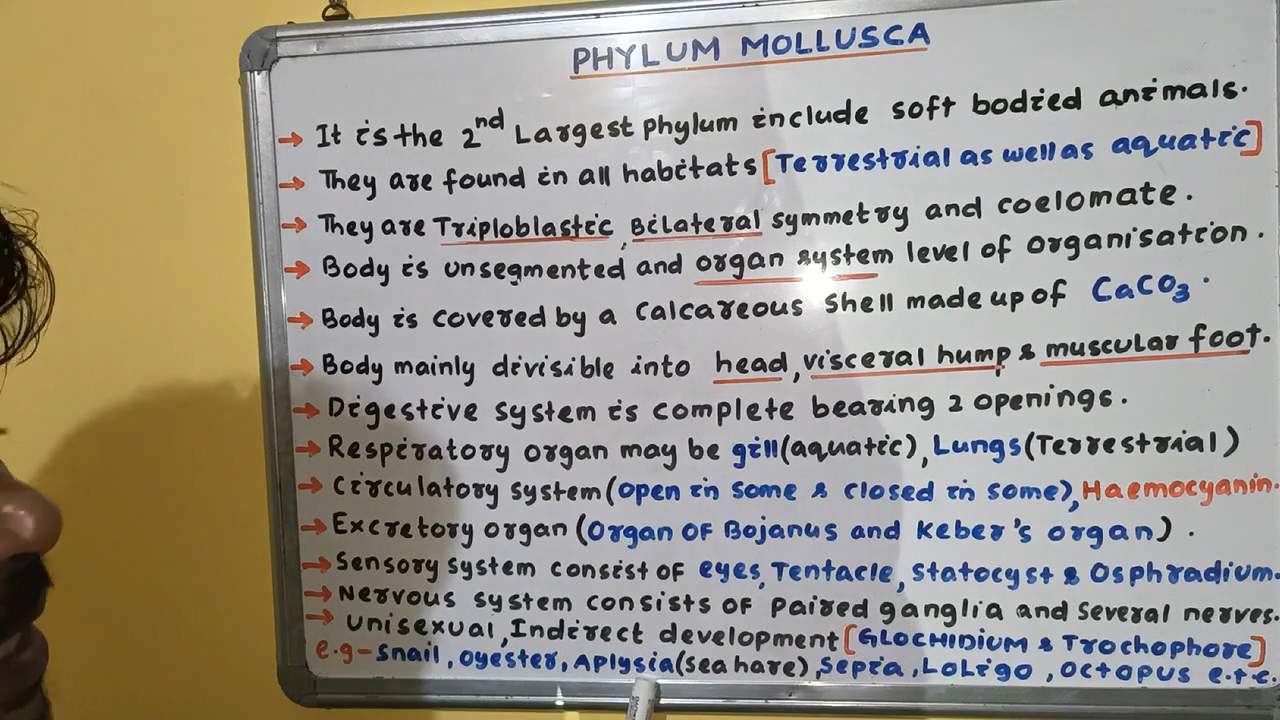 PHYLUM MOLLUSCA
→ It is the 2nd Largest phylum include soft bodied animals.
→ They are found in all habitats [Terrestrial as well as aquatic]
→ They are Triploblastic, Bilateral symmetry and coelomate.
→ Body is unsegmented and organ system level of organisation.
→ Body is covered by a calcareous shell made up of CaCO3.
→ Body mainly divisible into head, visceral hump & muscular foot.
→ Digestive system is complete bearing 2 openings.
→ Respiratory organ may be gill(aquatic), Lungs(Terrestrial)
→ Circulatory system(open in some & closed in some), Haemocyanin.
→ Excretory organ (Organ OF Bojanus and Keber's organ).
→ Sensory system consist of eyes, Tentacle, Statocyst & Osphradium.
→ Nervous system consists of Paired ganglia and several nerves.
→ Unisexual, Indirect development [GLOCHIDIUM & Trochophore]
e.g- Snail, Oyester, Aplysia(sea hare), Sepia, LoLigo, OCTOPUS e.t.c.